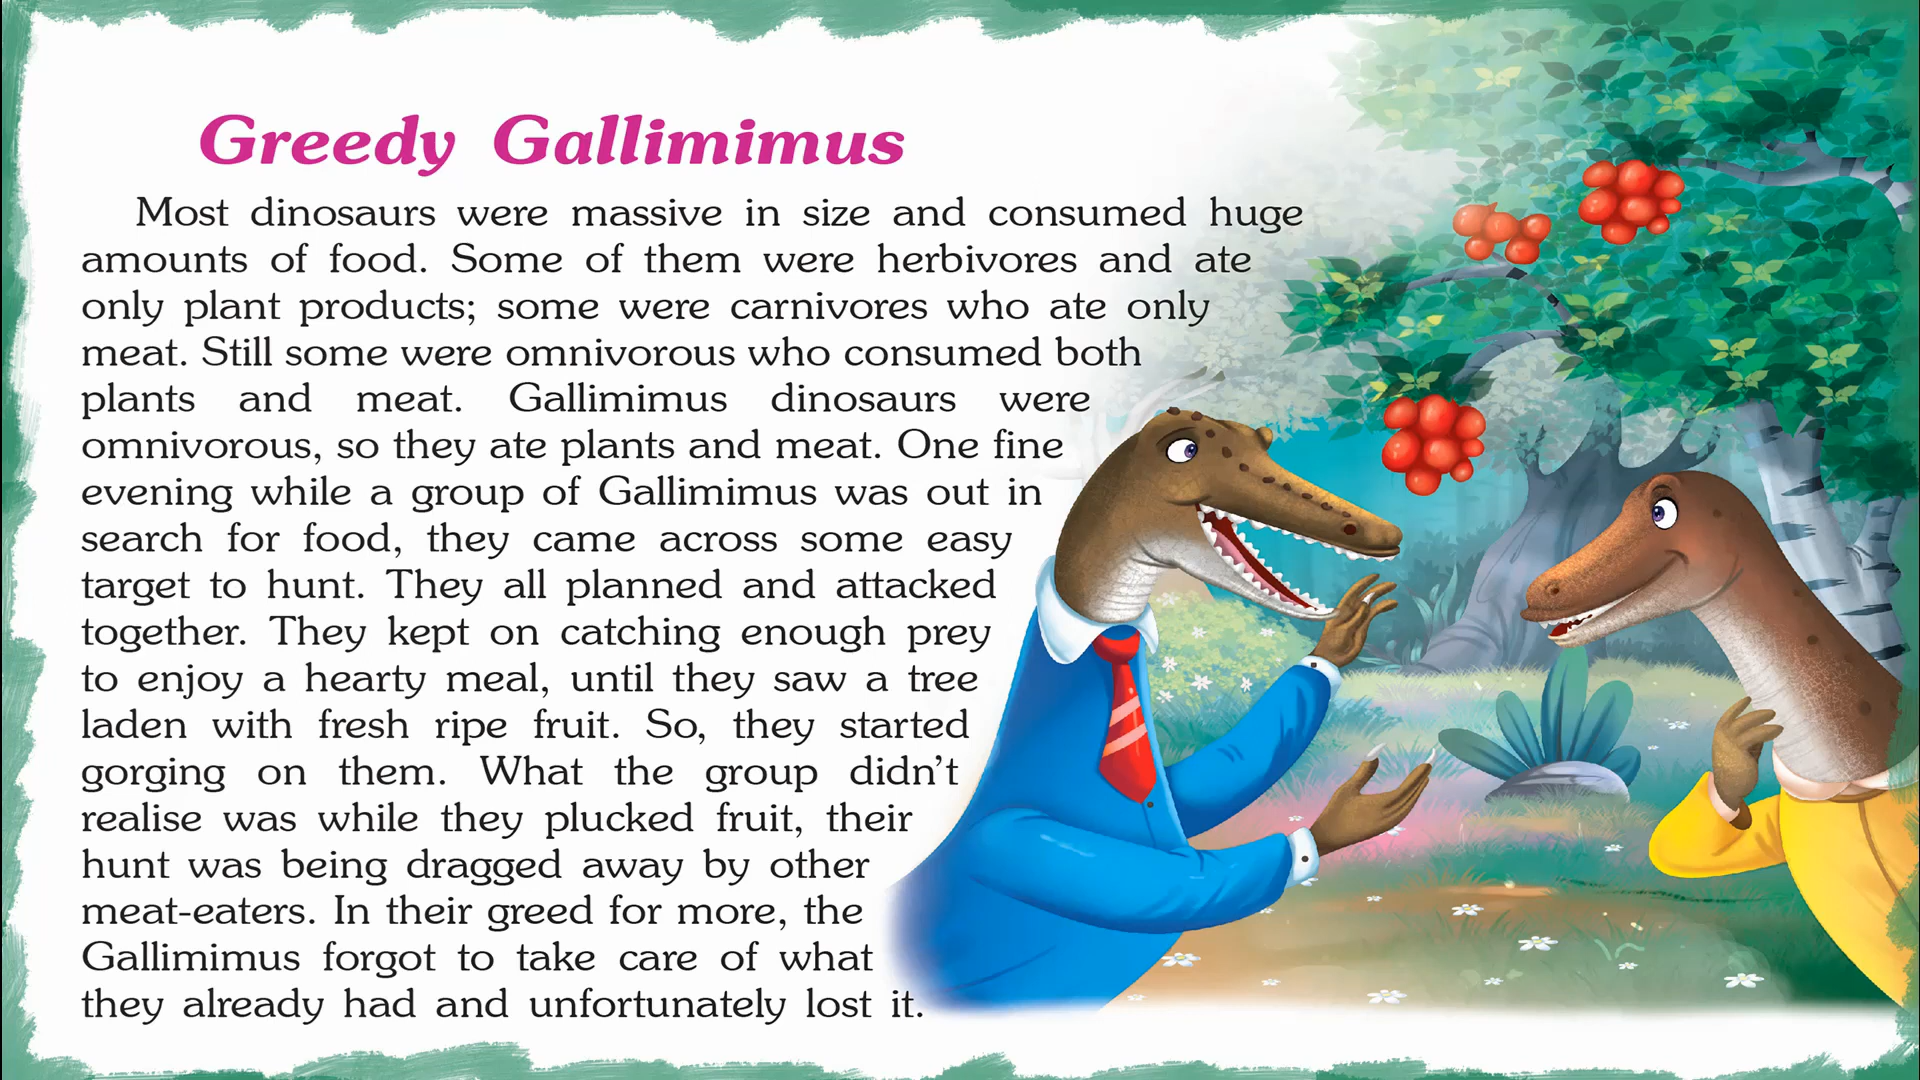 Greedy Gallimimus
Most dinosaurs were massive in size and consumed huge
amounts of food. Some of them were herbivores and ate
only plant products; some were carnivores who ate only
meat. Still some were omnivorous who consumed both
plants and meat. Gallimimus dinosaurs were
omnivorous, so they ate plants and meat. One fine
evening while a group of Gallimimus was out in
search for food, they came across some easy
target to hunt. They all planned and attacked
together. They kept on catching enough prey
to enjoy a hearty meal, until they saw a tree
laden with fresh ripe fruit. So, they started
gorging on them. What the group didn’t
realise was while they plucked fruit, their
hunt was being dragged away by other
meat-eaters. In their greed for more, the
Gallimimus forgot to take care of what
they already had and unfortunately lost it.